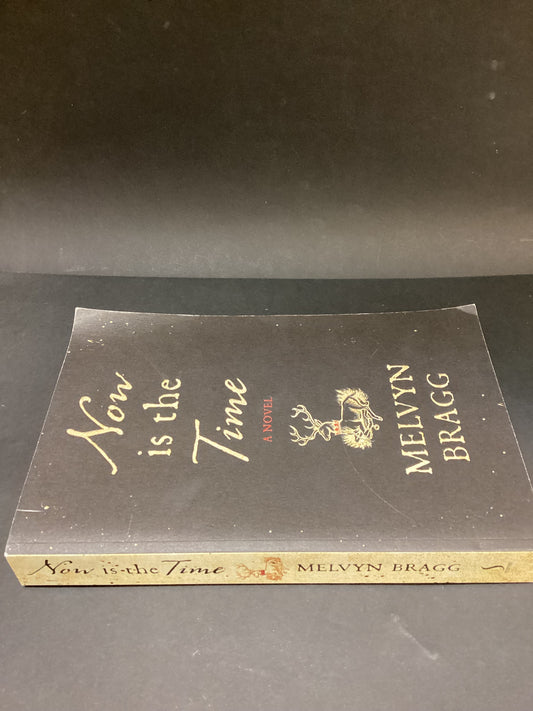 Now
is the
Time
A NOVEL
MELVYN
BRAGG
Now is the Time MELVYN BRAGG